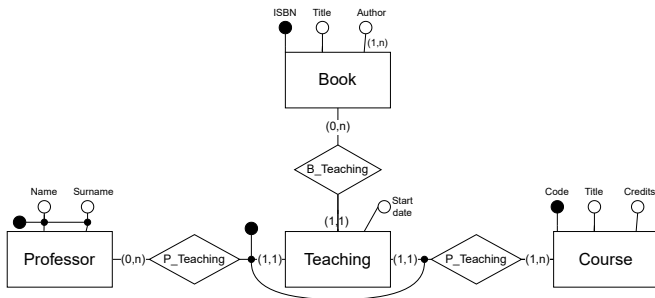 ISBN Title Author
(1,n)
Book
(0,n)
B_Teaching
Name Surname
Start
date
Code Title Credits
(1,1)
Professor (0,n) P_Teaching (1,1) Teaching (1,1) P_Teaching (1,n) Course